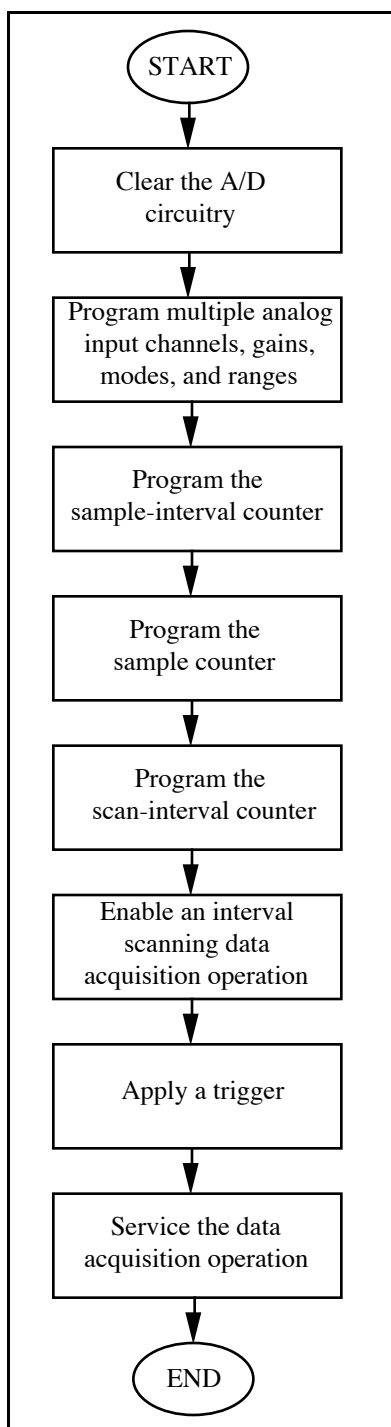 START
Clear the A/D
circuitry
Program multiple analog
input channels, gains,
modes, and ranges
Program the
sample-interval counter
Program the
sample counter
Program the
scan-interval counter
Enable an interval
scanning data
acquisition operation
Apply a trigger
Service the data
acquisition operation
END